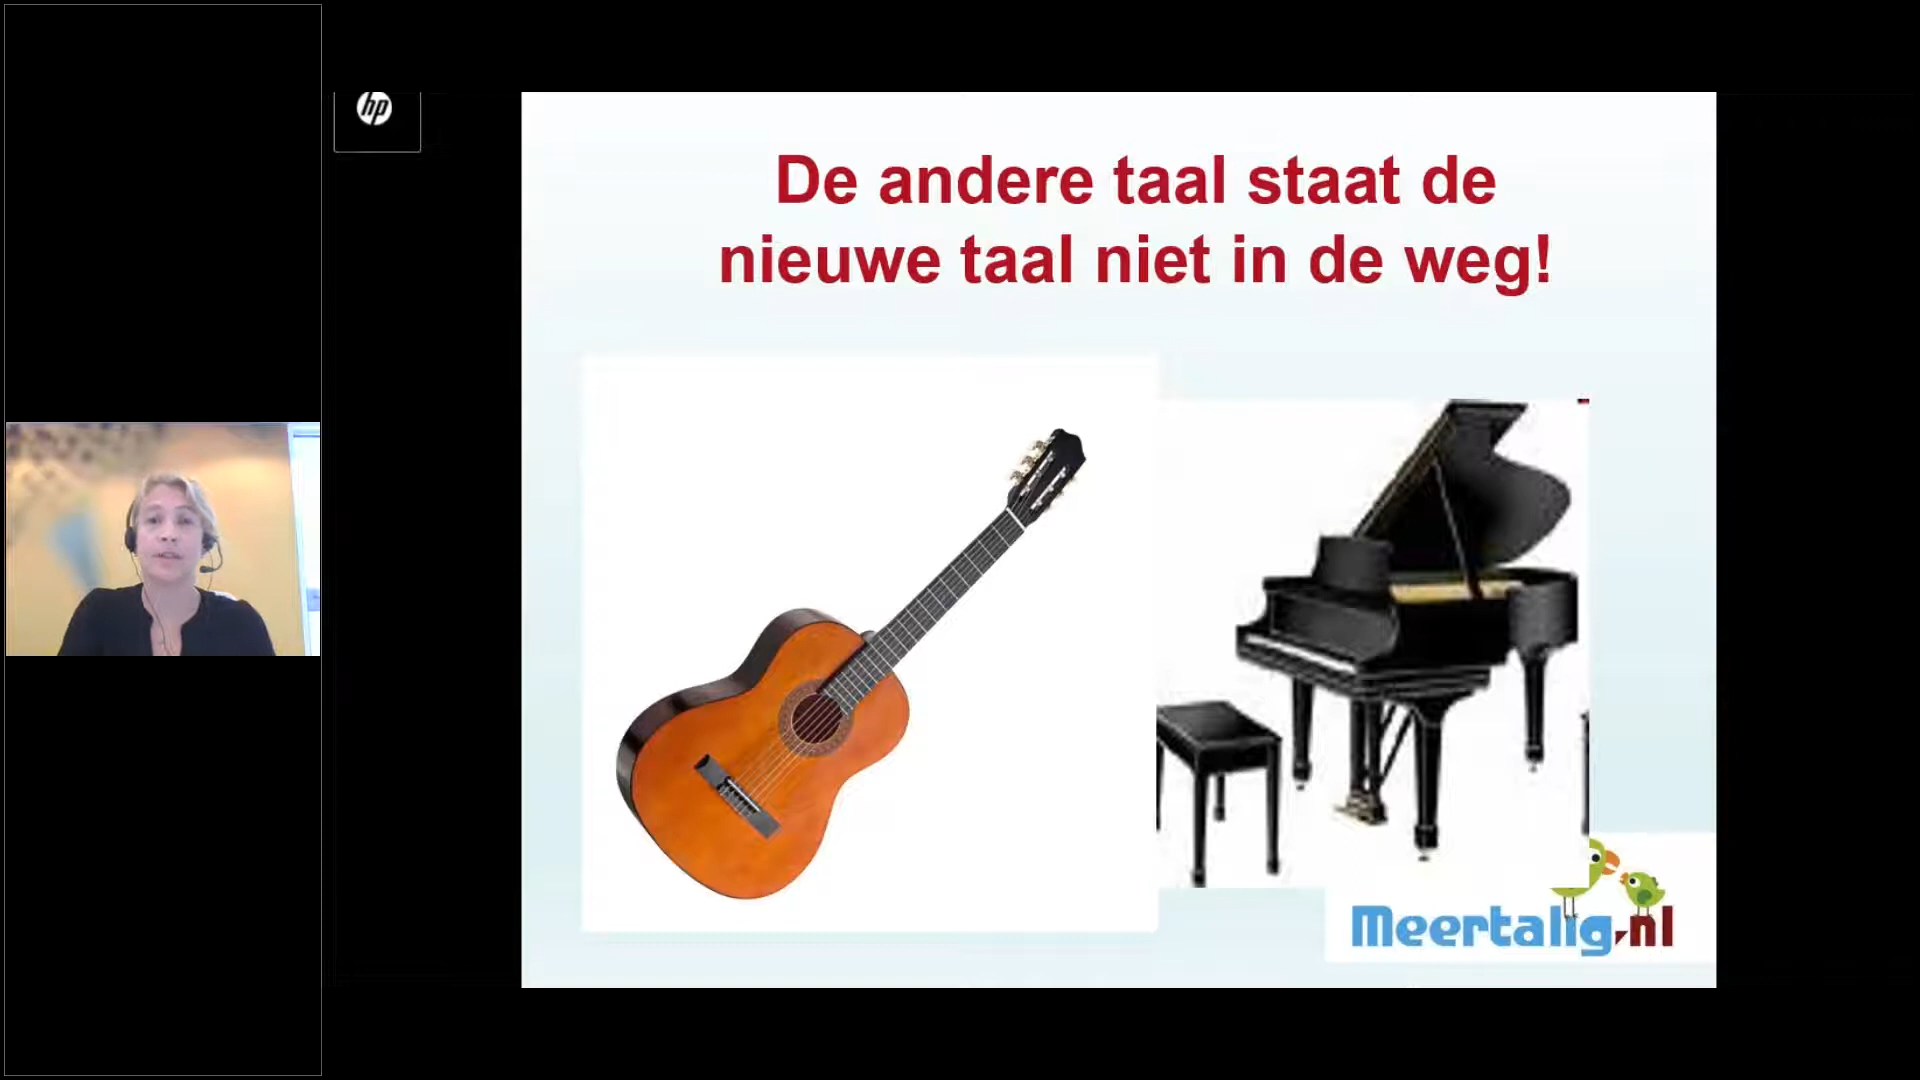 hp
De andere taal staat de
nieuwe taal niet in de weg!
Meertalig.nl